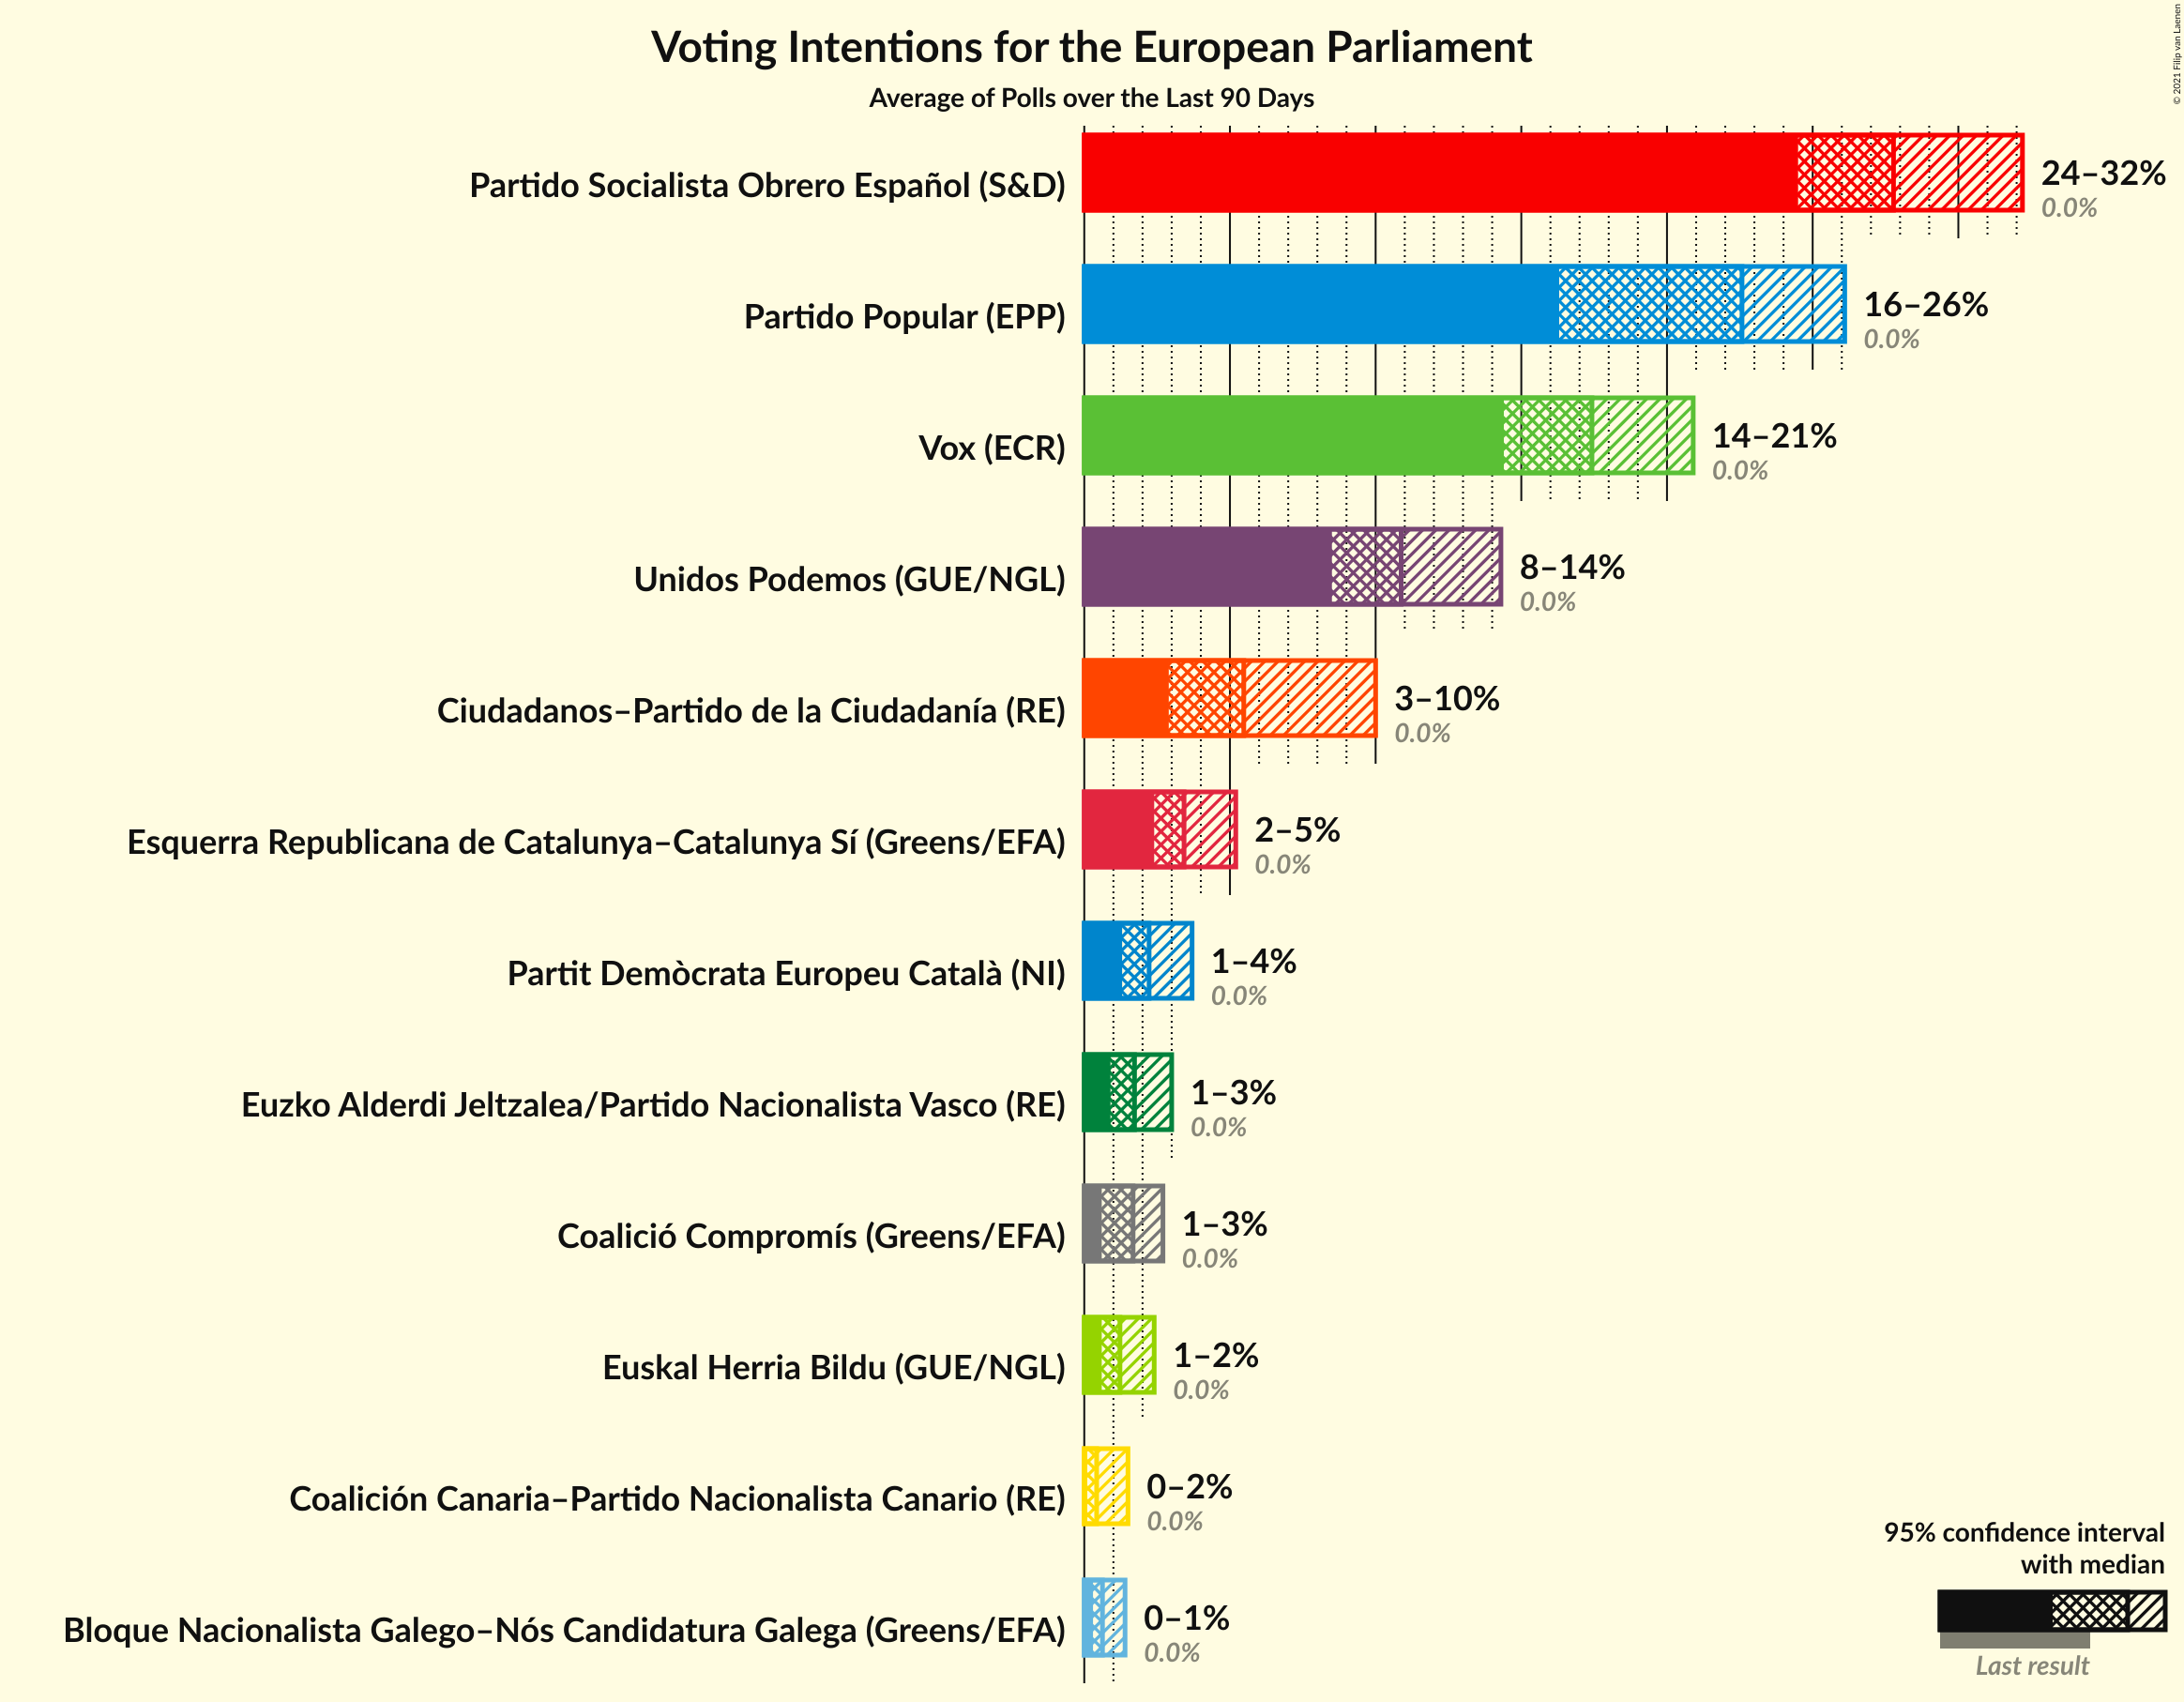 Voting Intentions for the European Parliament
Average of Polls over the Last 90 Days
© 2021 Filip van Laenen
Partido Socialista Obrero Español (S&D)
24–32%
0.0%
Partido Popular (EPP)
16–26%
0.0%
Vox (ECR)
14–21%
0.0%
Unidos Podemos (GUE/NGL)
8–14%
0.0%
Ciudadanos–Partido de la Ciudadanía (RE)
3–10%
0.0%
Esquerra Republicana de Catalunya–Catalunya Sí (Greens/EFA)
2–5%
0.0%
Partit Demòcrata Europeu Català (NI)
1–4%
0.0%
Euzko Alderdi Jeltzalea/Partido Nacionalista Vasco (RE)
1–3%
0.0%
Coalició Compromís (Greens/EFA)
1–3%
0.0%
Euskal Herria Bildu (GUE/NGL)
1–2%
0.0%
Coalición Canaria–Partido Nacionalista Canario (RE)
0–2%
0.0%
Bloque Nacionalista Galego–Nós Candidatura Galega (Greens/EFA)
0–1%
0.0%
95% confidence interval
with median
Last result